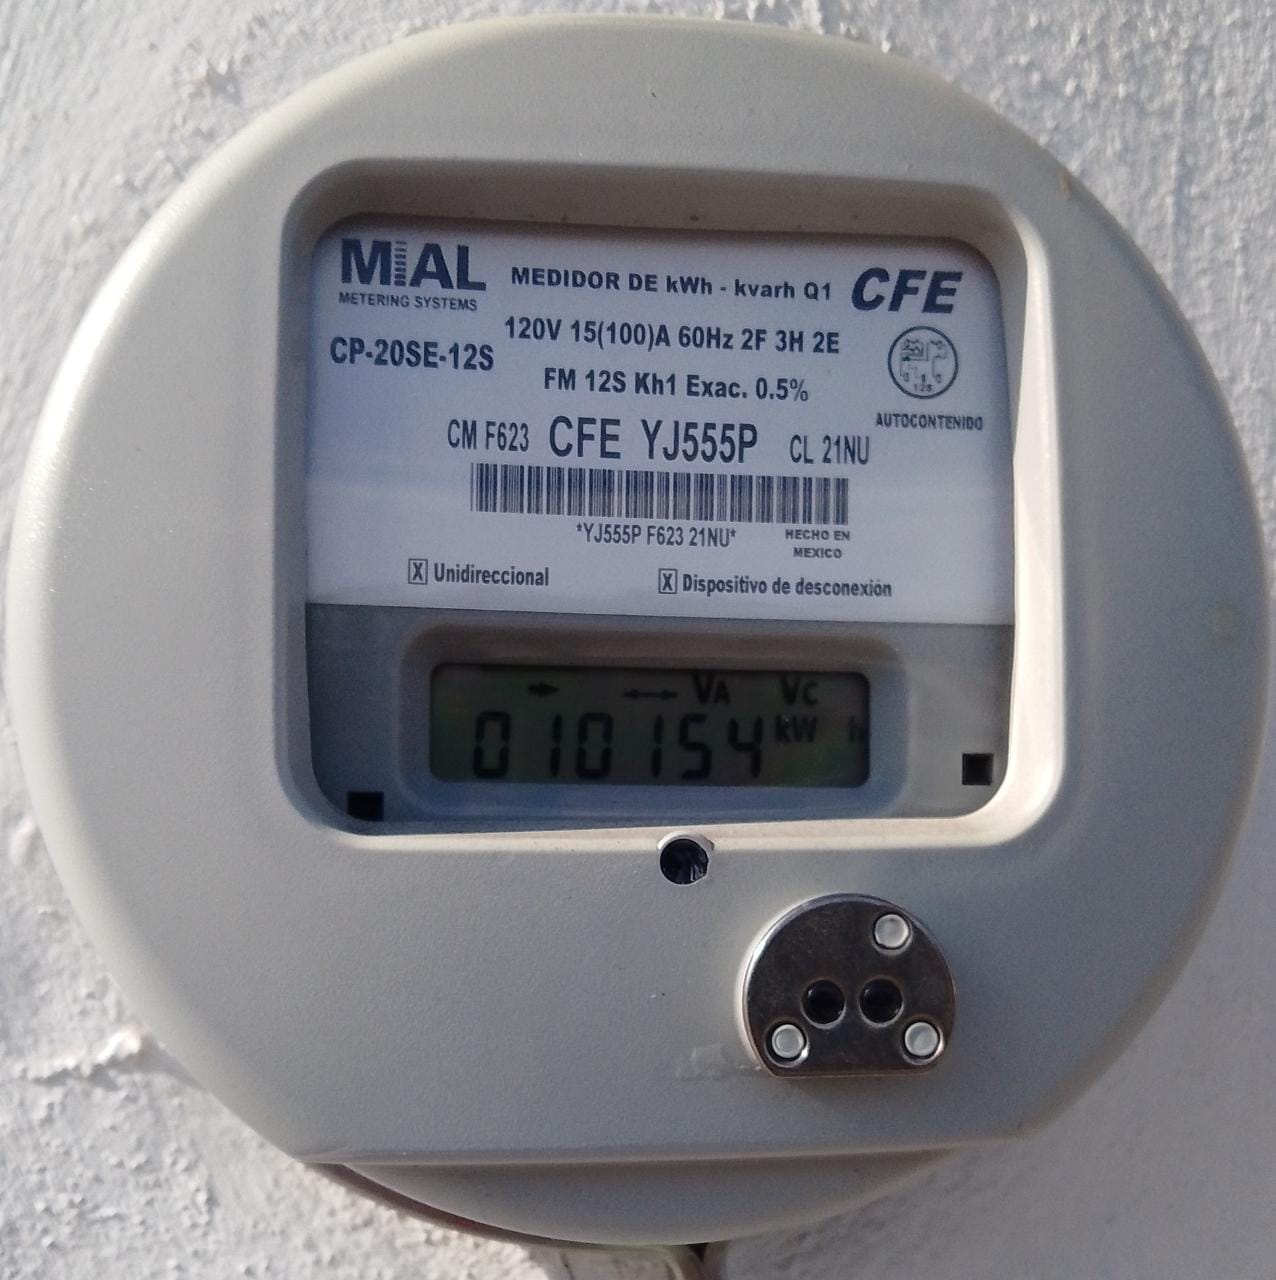 MIAL
METERING SYSTEMS
MEDIDOR DE kWh - kvarh Q1
CFE
CP-20SE-12S
120V 15(100)A 60Hz 2F 3H 2E
FM 12S Kh1 Exac. 0.5%
12S
AUTOCONTENIDO
CM F623 CFE YJ555P CL 21NU
*YJ555P F623 21NU*
HECHO EN
MEXICO
X Unidireccional
X Dispositivo de desconexión
VA VC
010154 kW h